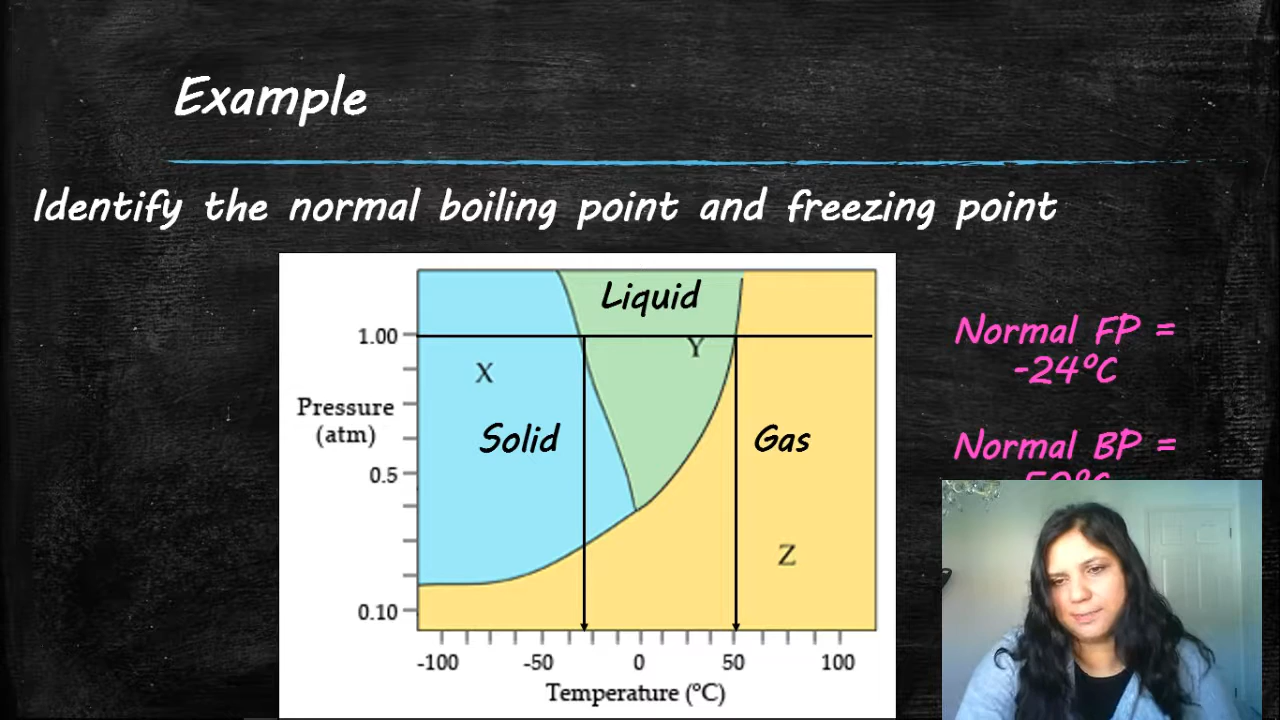 Example
Identify the normal boiling point and freezing point
Liquid
1.00
Y
X
Pressure
(atm)
Solid
Gas
0.5
Z
0.10
-100 -50 0 50 100
Temperature (°C)
Normal FP =
-24°C
Normal BP =